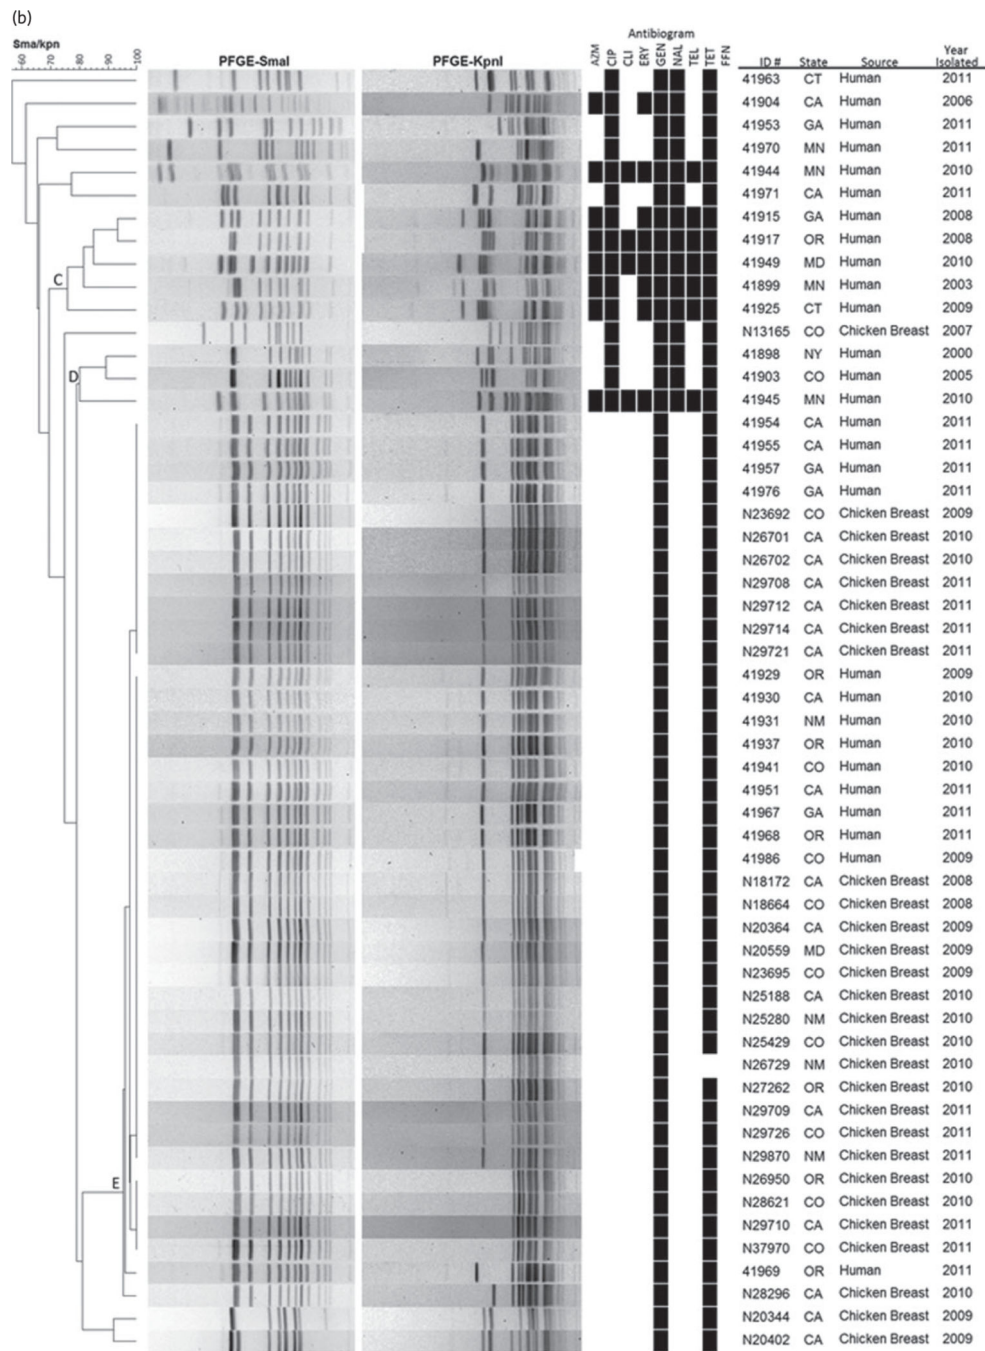 (b)
Sma/kpn
60 80 90 100
PFGE-SmaI PFGE-KpnI
Antibiogram
AZM CIP CLI ERY GEN NAL TEL TET FFN
ID # State Source Year Isolated
41963 CT Human 2011
41904 CA Human 2006
41953 GA Human 2011
41970 MN Human 2011
41944 MN Human 2010
41971 CA Human 2011
41915 GA Human 2008
41917 OR Human 2008
41949 MD Human 2010
C
41899 MN Human 2003
41925 CT Human 2009
N13165 CO Chicken Breast 2007
41898 NY Human 2000
D
41903 CO Human 2005
41945 MN Human 2010
41954 CA Human 2011
41955 CA Human 2011
41957 GA Human 2011
41976 GA Human 2011
N23692 CO Chicken Breast 2009
N26701 CA Chicken Breast 2010
N26702 CA Chicken Breast 2010
N29708 CA Chicken Breast 2011
N29712 CA Chicken Breast 2011
N29714 CA Chicken Breast 2011
N29721 CA Chicken Breast 2011
41929 OR Human 2009
41930 CA Human 2010
41931 NM Human 2010
41937 OR Human 2010
41941 CO Human 2010
41951 CA Human 2011
41967 GA Human 2011
41968 OR Human 2011
41986 CO Human 2009
N18172 CA Chicken Breast 2008
N18664 CO Chicken Breast 2008
N20364 CA Chicken Breast 2009
N20559 MD Chicken Breast 2009
N23695 CO Chicken Breast 2009
N25188 CA Chicken Breast 2010
N25280 NM Chicken Breast 2010
N25429 CO Chicken Breast 2010
N26729 NM Chicken Breast 2010
N27262 OR Chicken Breast 2010
N29709 CA Chicken Breast 2011
N29726 CO Chicken Breast 2011
N29870 NM Chicken Breast 2011
E
N26950 OR Chicken Breast 2010
N28621 CO Chicken Breast 2010
N29710 CA Chicken Breast 2011
N37970 CO Chicken Breast 2011
41969 OR Human 2011
N28296 CA Chicken Breast 2010
N20344 CA Chicken Breast 2009
N20402 CA Chicken Breast 2009